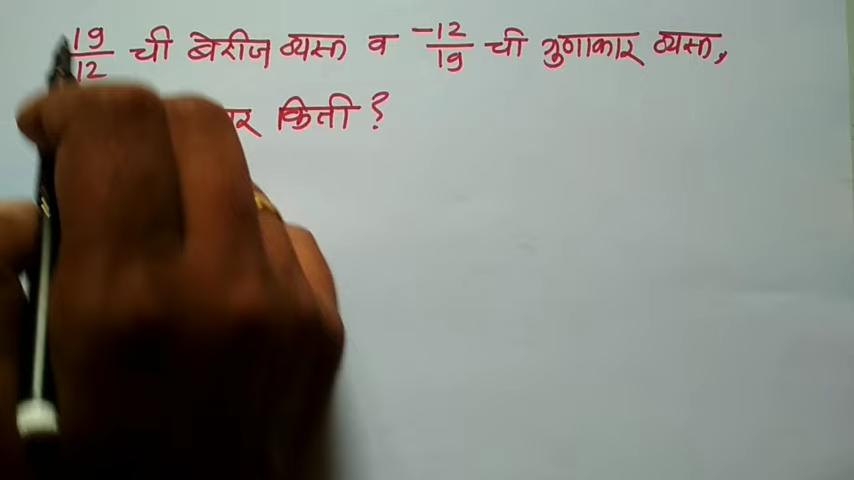 19/12 ची बेरीज व्यस्त व -12/19 ची गुणाकार व्यस्त,
किती ?